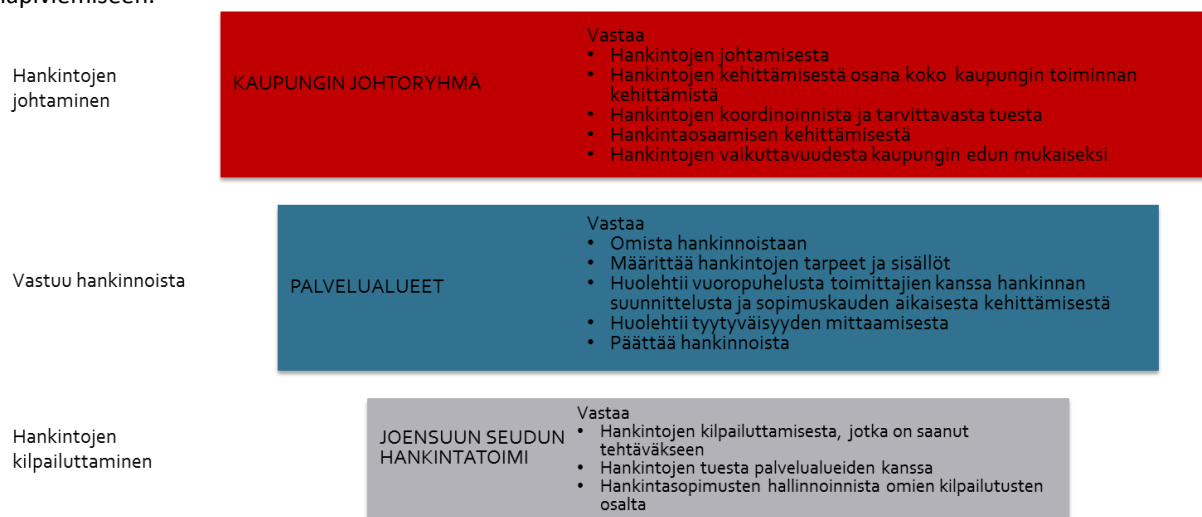 läpiviemiseen.
Hankintojen
johtaminen
KAUPUNGIN JOHTORYHMÄ
Vastaa
• Hankintojen johtamisesta
• Hankintojen kehittämisestä osana koko kaupungin toiminnan
kehittämistä
• Hankintojen koordinoinnista ja tarvittavasta tuesta
• Hankintaosaamisen kehittämisestä
• Hankintojen vaikuttavuudesta kaupungin edun mukaiseksi
Vastuu hankinnoista
PALVELUALUEET
Vastaa
• Omista hankinnoistaan
• Määrittää hankintojen tarpeet ja sisällöt
• Huolehtii vuoropuhelusta toimittajien kanssa hankinnan
suunnittelusta ja sopimuskauden aikaisesta kehittämisestä
• Huolehtii tyytyväisyyden mittaamisesta
• Päättää hankinnoista
Hankintojen
kilpailuttaminen
JOENSUUN SEUDUN
HANKINTATOIMI
Vastaa
• Hankintojen kilpailuttamisesta, jotka on saanut
tehtäväkseen
• Hankintojen tuesta palvelualueiden kanssa
• Hankintasopimusten hallinnoinnista omien kilpailutusten
osalta